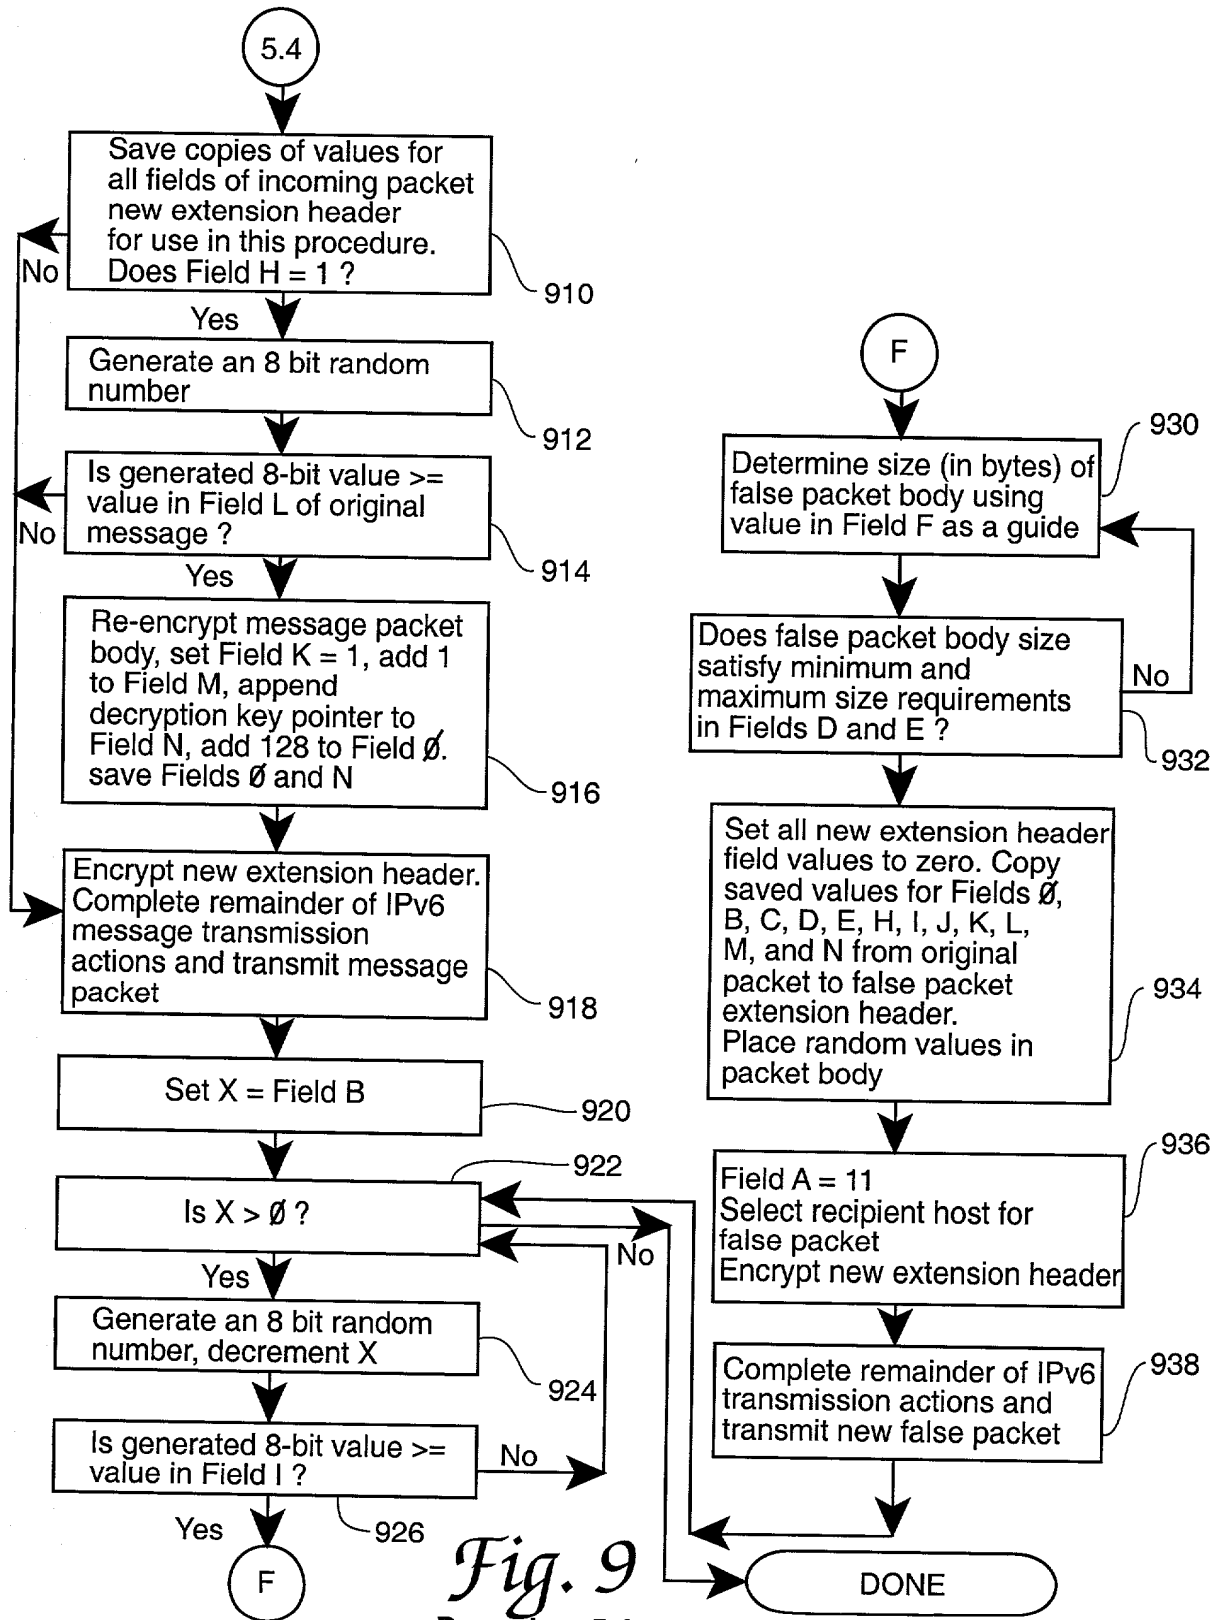 5.4
Save copies of values for
all fields of incoming packet
new extension header
for use in this procedure.
Does Field H = 1 ?
No
910
Yes
Generate an 8 bit random
number
912
Is generated 8-bit value >=
value in Field L of original
message ?
No
914
Yes
Re-encrypt message packet
body, set Field K = 1, add 1
to Field M, append
decryption key pointer to
Field N, add 128 to Field Ø.
save Fields Ø and N
916
Encrypt new extension header.
Complete remainder of IPv6
message transmission
actions and transmit message
packet
918
Set X = Field B
920
922
Is X > Ø ?
No
Yes
Generate an 8 bit random
number, decrement X
924
Is generated 8-bit value >=
value in Field I ?
No
926
Yes
F
F
930
Determine size (in bytes) of
false packet body using
value in Field F as a guide
Does false packet body size
satisfy minimum and
maximum size requirements
in Fields D and E ?
No
932
Set all new extension header
field values to zero. Copy
saved values for Fields Ø,
B, C, D, E, H, I, J, K, L,
M, and N from original
packet to false packet
extension header.
Place random values in
packet body
934
936
Field A = 11
Select recipient host for
false packet
Encrypt new extension header
938
Complete remainder of IPv6
transmission actions and
transmit new false packet
DONE
Fig. 9